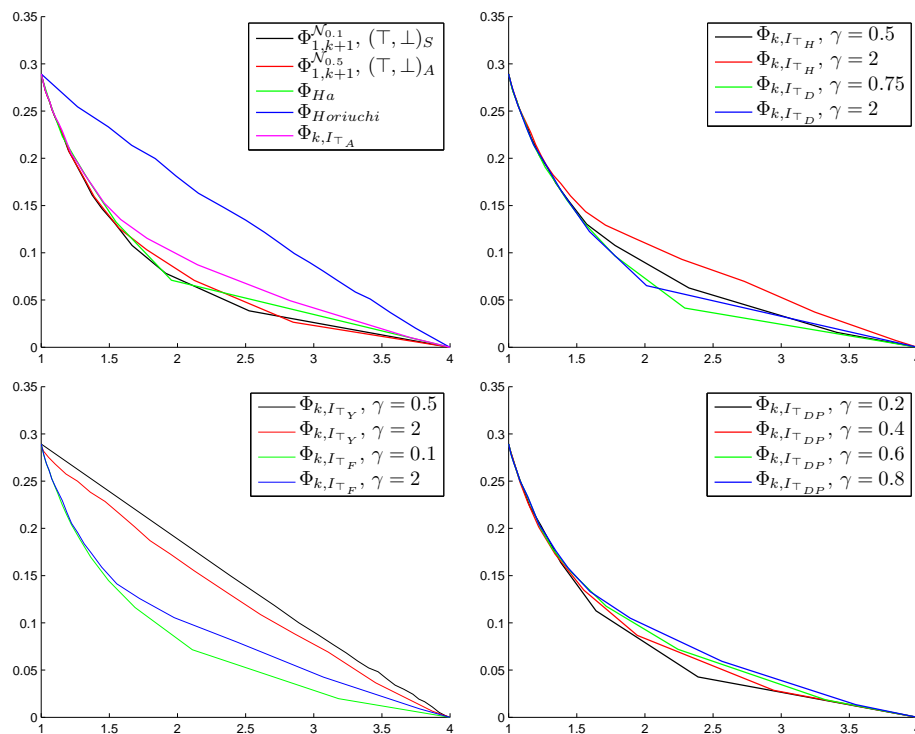 0.35
0.3
0.25
0.2
0.15
0.1
0.05
0
1 1.5 2 2.5 3 3.5 4
Φ^{𝒩_{0.1}}_{1,k+1}, (⊤, ⊥)_S
Φ^{𝒩_{0.5}}_{1,k+1}, (⊤, ⊥)_A
Φ_{Ha}
Φ_{Horiuchi}
Φ_{k,I_{⊤_A}}
0.35
0.3
0.25
0.2
0.15
0.1
0.05
0
1 1.5 2 2.5 3 3.5 4
Φ_{k,I_{⊤_H}}, γ = 0.5
Φ_{k,I_{⊤_H}}, γ = 2
Φ_{k,I_{⊤_D}}, γ = 0.75
Φ_{k,I_{⊤_D}}, γ = 2
0.35
0.3
0.25
0.2
0.15
0.1
0.05
0
1 1.5 2 2.5 3 3.5 4
Φ_{k,I_{⊤_Y}}, γ = 0.5
Φ_{k,I_{⊤_Y}}, γ = 2
Φ_{k,I_{⊤_F}}, γ = 0.1
Φ_{k,I_{⊤_F}}, γ = 2
0.35
0.3
0.25
0.2
0.15
0.1
0.05
0
1 1.5 2 2.5 3 3.5 4
Φ_{k,I_{⊤_{DP}}}, γ = 0.2
Φ_{k,I_{⊤_{DP}}}, γ = 0.4
Φ_{k,I_{⊤_{DP}}}, γ = 0.6
Φ_{k,I_{⊤_{DP}}}, γ = 0.8